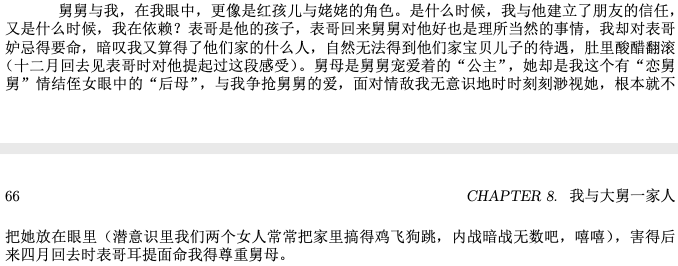 舅舅与我，在我眼中，更像是红孩儿与姥姥的角色。是什么时候，我与他建立了朋友的信任，
又是什么时候，我在依赖？表哥是他的孩子，表哥回来舅舅对他好也是理所当然的事情，我却对表哥
妒忌得要命，暗叹我又算得了他们家的什么人，自然无法得到他们家宝贝儿子的待遇，肚里酸醋翻滚
（十二月回去见表哥时对他提起过这段感受）。舅母是舅舅宠爱着的“公主”，她却是我这个有“恋舅
舅”情结侄女眼中的“后母”，与我争抢舅舅的爱，面对情敌我无意识地时时刻刻渺视她，根本就不
66 CHAPTER 8. 我与大舅一家人
把她放在眼里（潜意识里我们两个女人常常把家里搞得鸡飞狗跳，内战暗战无数吧，嘻嘻），害得后
来四月回去时表哥耳提面命我得尊重舅母。